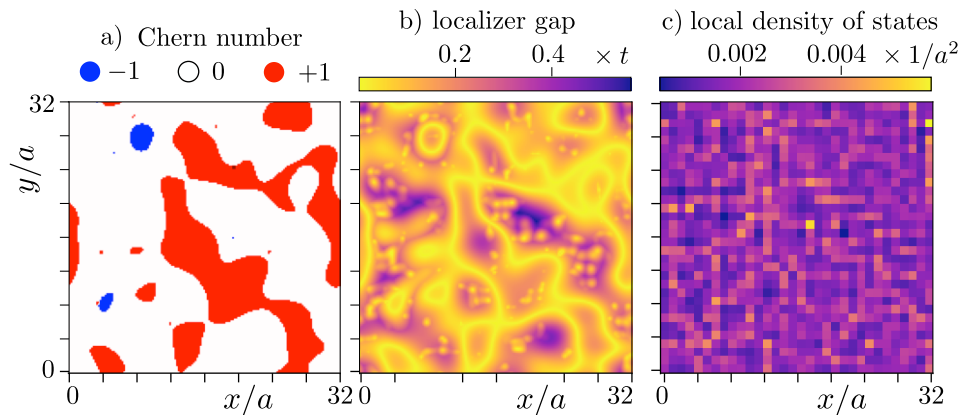 a) Chern number
−1 0 +1
b) localizer gap
0.2 0.4 × t
c) local density of states
0.002 0.004 × 1/a²
32
y/a
0
0 x/a 32
0 x/a 32
0 x/a 32